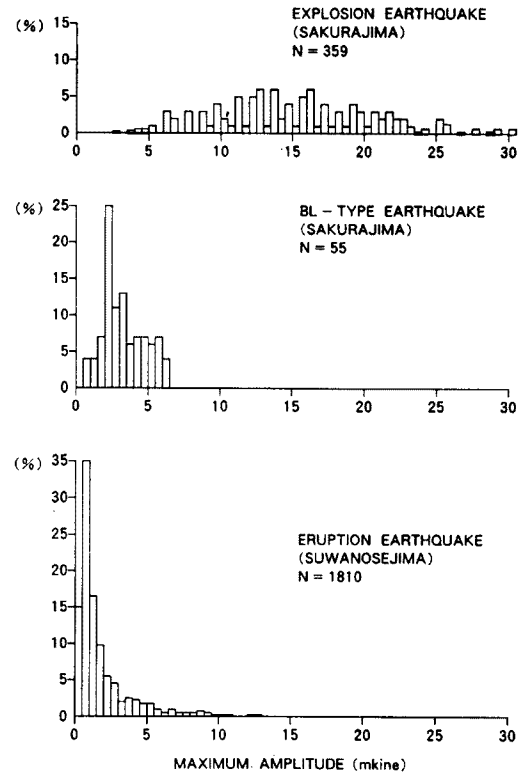 EXPLOSION EARTHQUAKE
(SAKURAJIMA)
N = 359
(%)
15
10
5
0
0 5 10 15 20 25 30
BL - TYPE EARTHQUAKE
(SAKURAJIMA)
N = 55
(%)
25
20
15
10
5
0
0 5 10 15 20 25 30
(%)
35
30
25
20
15
10
5
0
ERUPTION EARTHQUAKE
(SUWANOSEJIMA)
N = 1810
0 5 10 15 20 25 30
MAXIMUM AMPLITUDE (mkine)